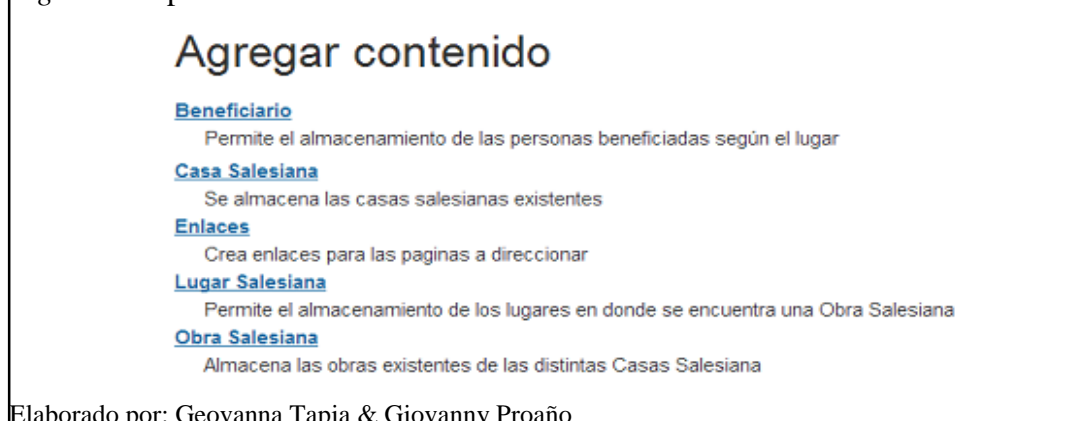 Agregar contenido
Beneficiario
Permite el almacenamiento de las personas beneficiadas según el lugar
Casa Salesiana
Se almacena las casas salesianas existentes
Enlaces
Crea enlaces para las paginas a direccionar
Lugar Salesiana
Permite el almacenamiento de los lugares en donde se encuentra una Obra Salesiana
Obra Salesiana
Almacena las obras existentes de las distintas Casas Salesiana
Elaborado por: Geovanna Tapia & Giovanny Proaño